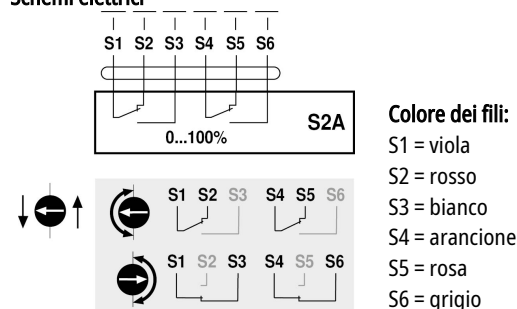 Schemi elettrici
S1 S2 S3 S4 S5 S6
S2A
0...100%
Colore dei fili:
S1 = viola
S2 = rosso
S3 = bianco
S4 = arancione
S5 = rosa
S6 = grigio
S1 S2 S3 S4 S5 S6
S1 S2 S3 S4 S5 S6